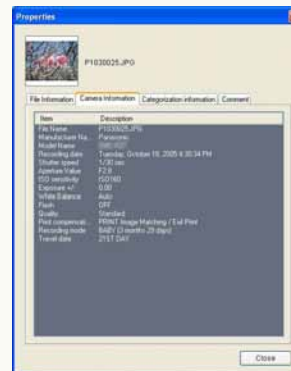 Properties
P1030025.JPG
File Information Camera Information Categorization information Comment
Item Description
File Name P1030025.JPG
Manufacturer Na... Panasonic
Model Name
Recording date Tuesday, October 18, 2005 4:30:34 PM
Shutter speed 1/30 sec
Aperture Value F2.8
ISO sensitivity ISO160
Exposure +/- 0.00
White Balance Auto
Flash OFF
Quality Standard
Print compensati... PRINT Image Matching / Exif Print
Recording mode BABY (3 months 29 days)
Travel date 21ST DAY
Close